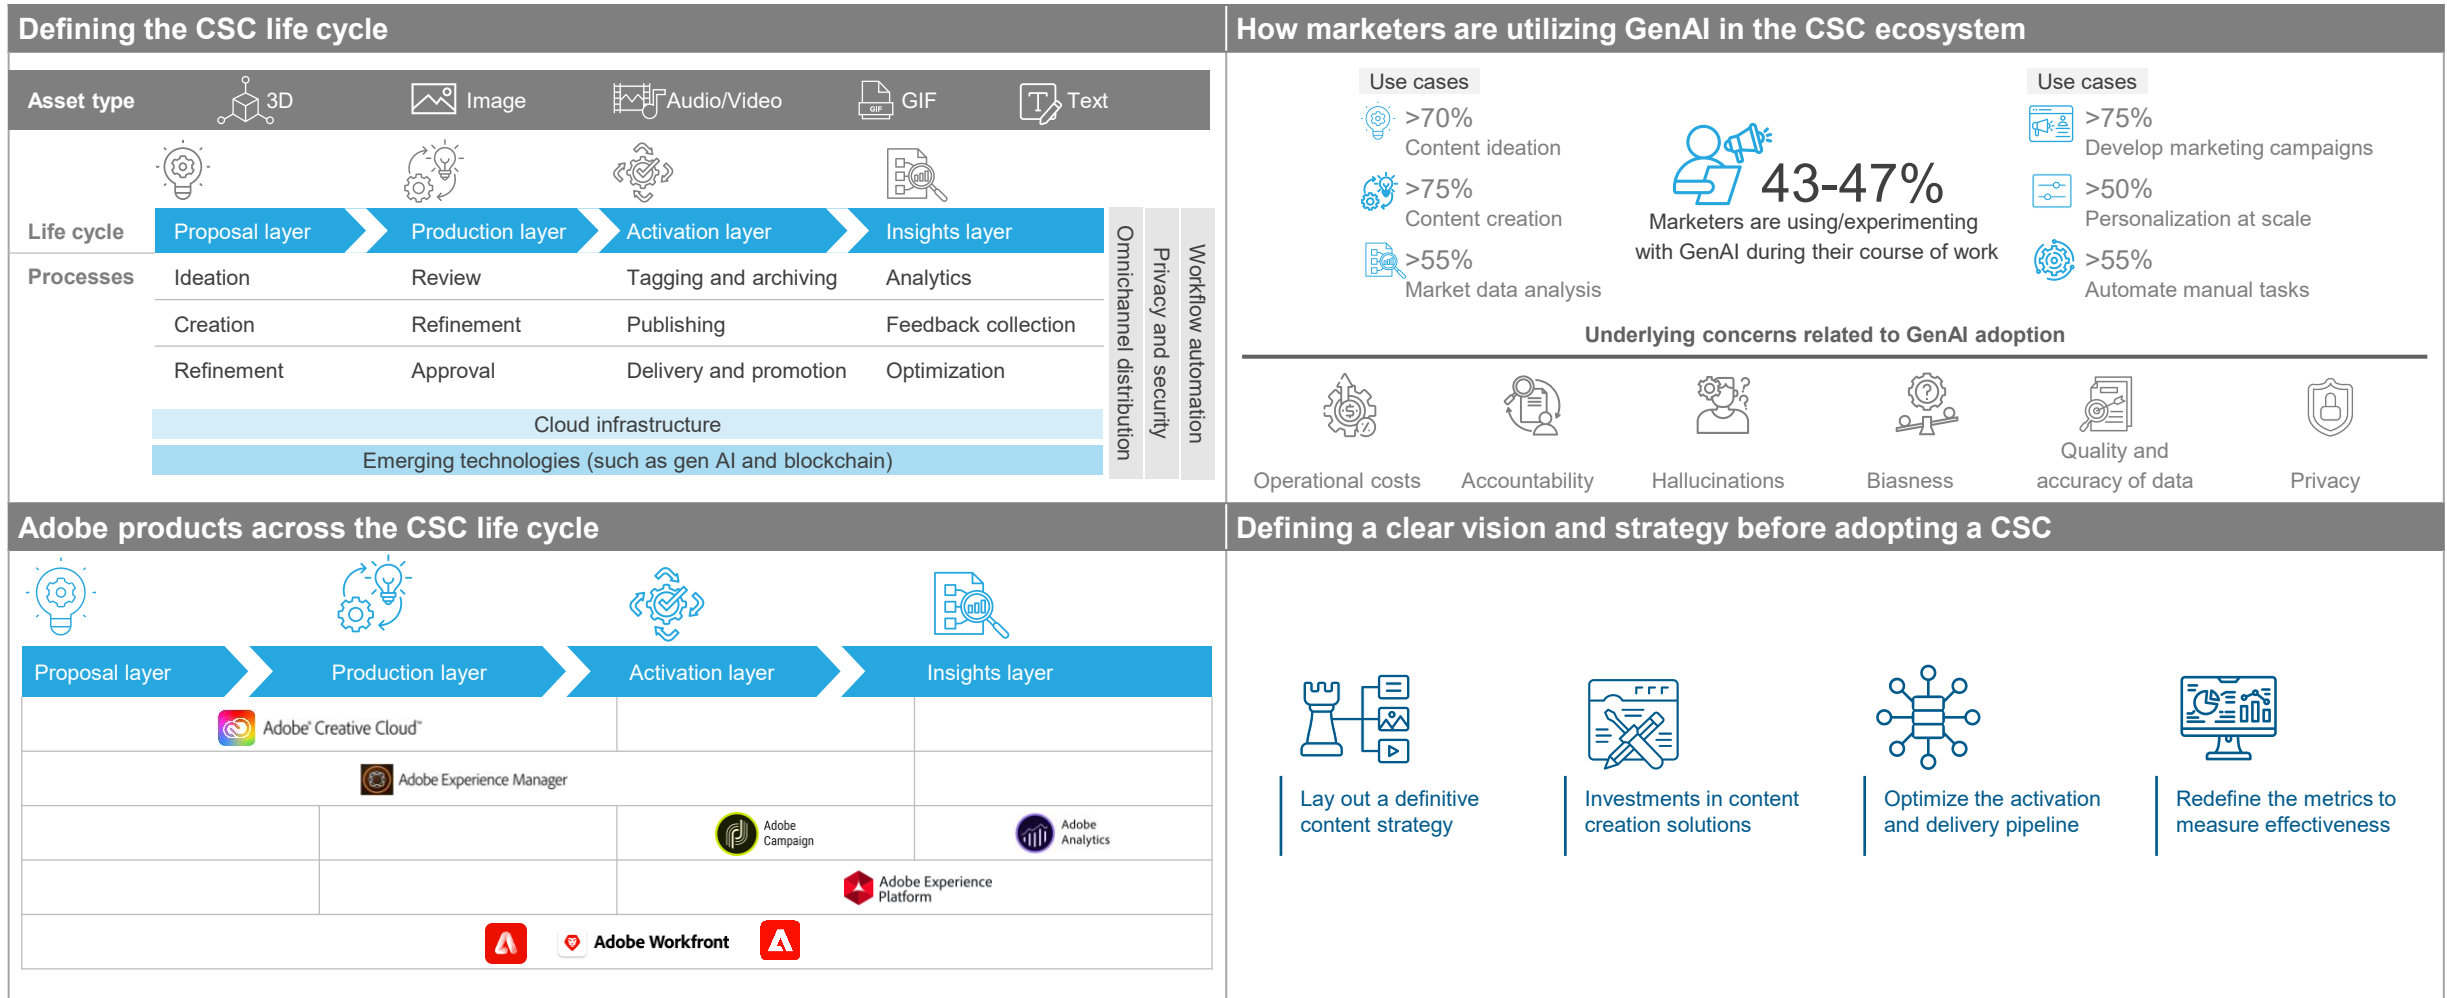 Defining the CSC life cycle
Asset type
3D
Image
Audio/Video
GIF
GIF
T
Text
Life cycle
Proposal layer
Production layer
Activation layer
Insights layer
Processes
Ideation
Review
Tagging and archiving
Analytics
Creation
Refinement
Publishing
Feedback collection
Refinement
Approval
Delivery and promotion
Optimization
Cloud infrastructure
Emerging technologies (such as gen AI and blockchain)
Omnichannel distribution
Privacy and security
Workflow automation
How marketers are utilizing GenAI in the CSC ecosystem
Use cases
>70%
Content ideation
>75%
Content creation
>55%
Market data analysis
43-47%
Marketers are using/experimenting
with GenAI during their course of work
Use cases
>75%
Develop marketing campaigns
>50%
Personalization at scale
>55%
Automate manual tasks
Underlying concerns related to GenAI adoption
Operational costs
Accountability
Hallucinations
Biasness
Quality and
accuracy of data
Privacy
Adobe products across the CSC life cycle
Proposal layer
Production layer
Activation layer
Insights layer
Adobe® Creative Cloud™
Adobe Experience Manager
Adobe
Campaign
Adobe
Analytics
Adobe Experience
Platform
Adobe Workfront
Defining a clear vision and strategy before adopting a CSC
Lay out a definitive
content strategy
Investments in content
creation solutions
Optimize the activation
and delivery pipeline
Redefine the metrics to
measure effectiveness